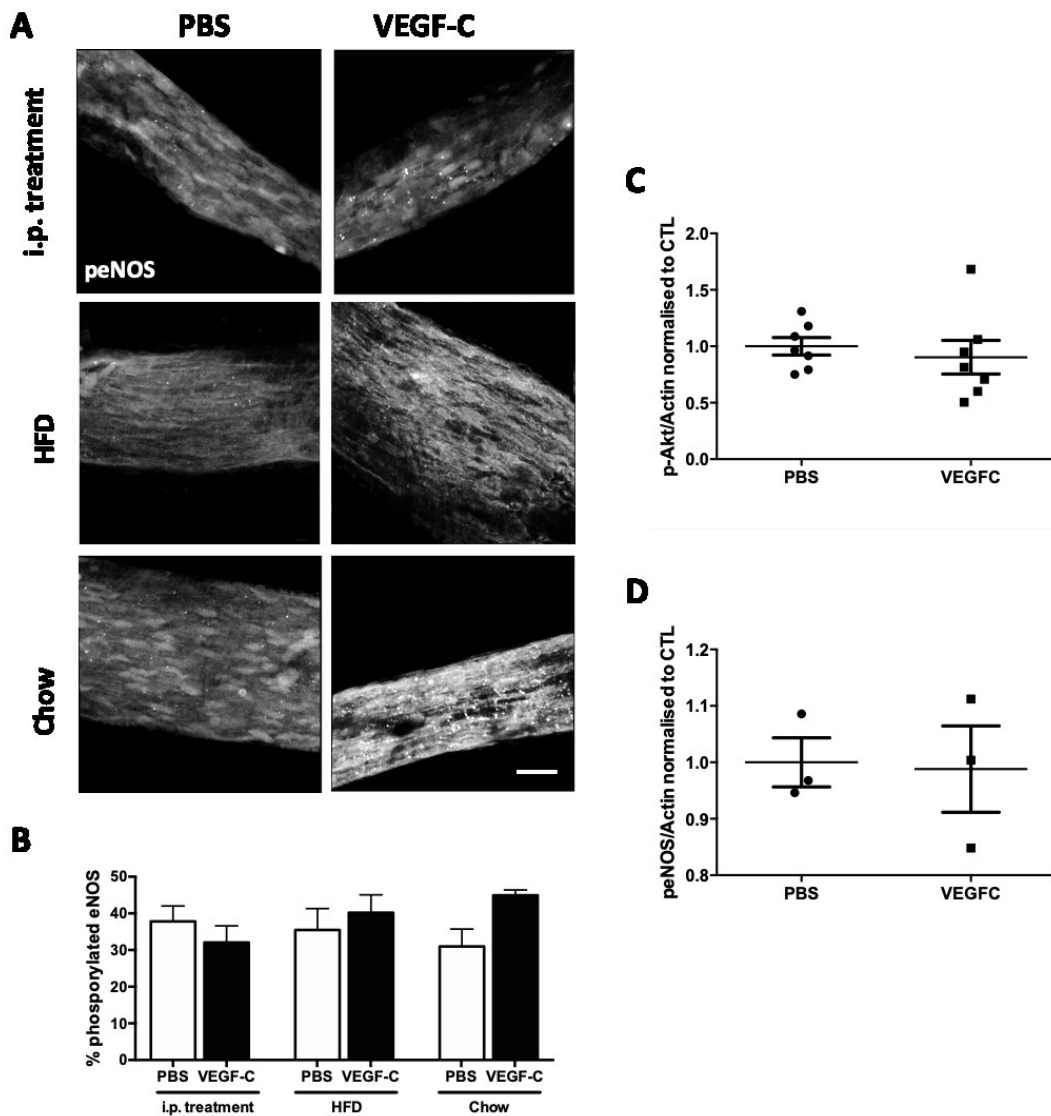 A
PBS VEGF-C
i.p. treatment
peNOS
HFD
Chow
B
% phosporylated eNOS
50
40
30
20
10
0
PBS VEGF-C PBS VEGF-C PBS VEGF-C
i.p. treatment HFD Chow
C
p-Akt/Actin normalised to CTL
2.0
1.5
1.0
0.5
0.0
PBS VEGFC
D
peNOS/Actin normalised to CTL
1.2
1.1
1.0
0.9
0.8
PBS VEGFC